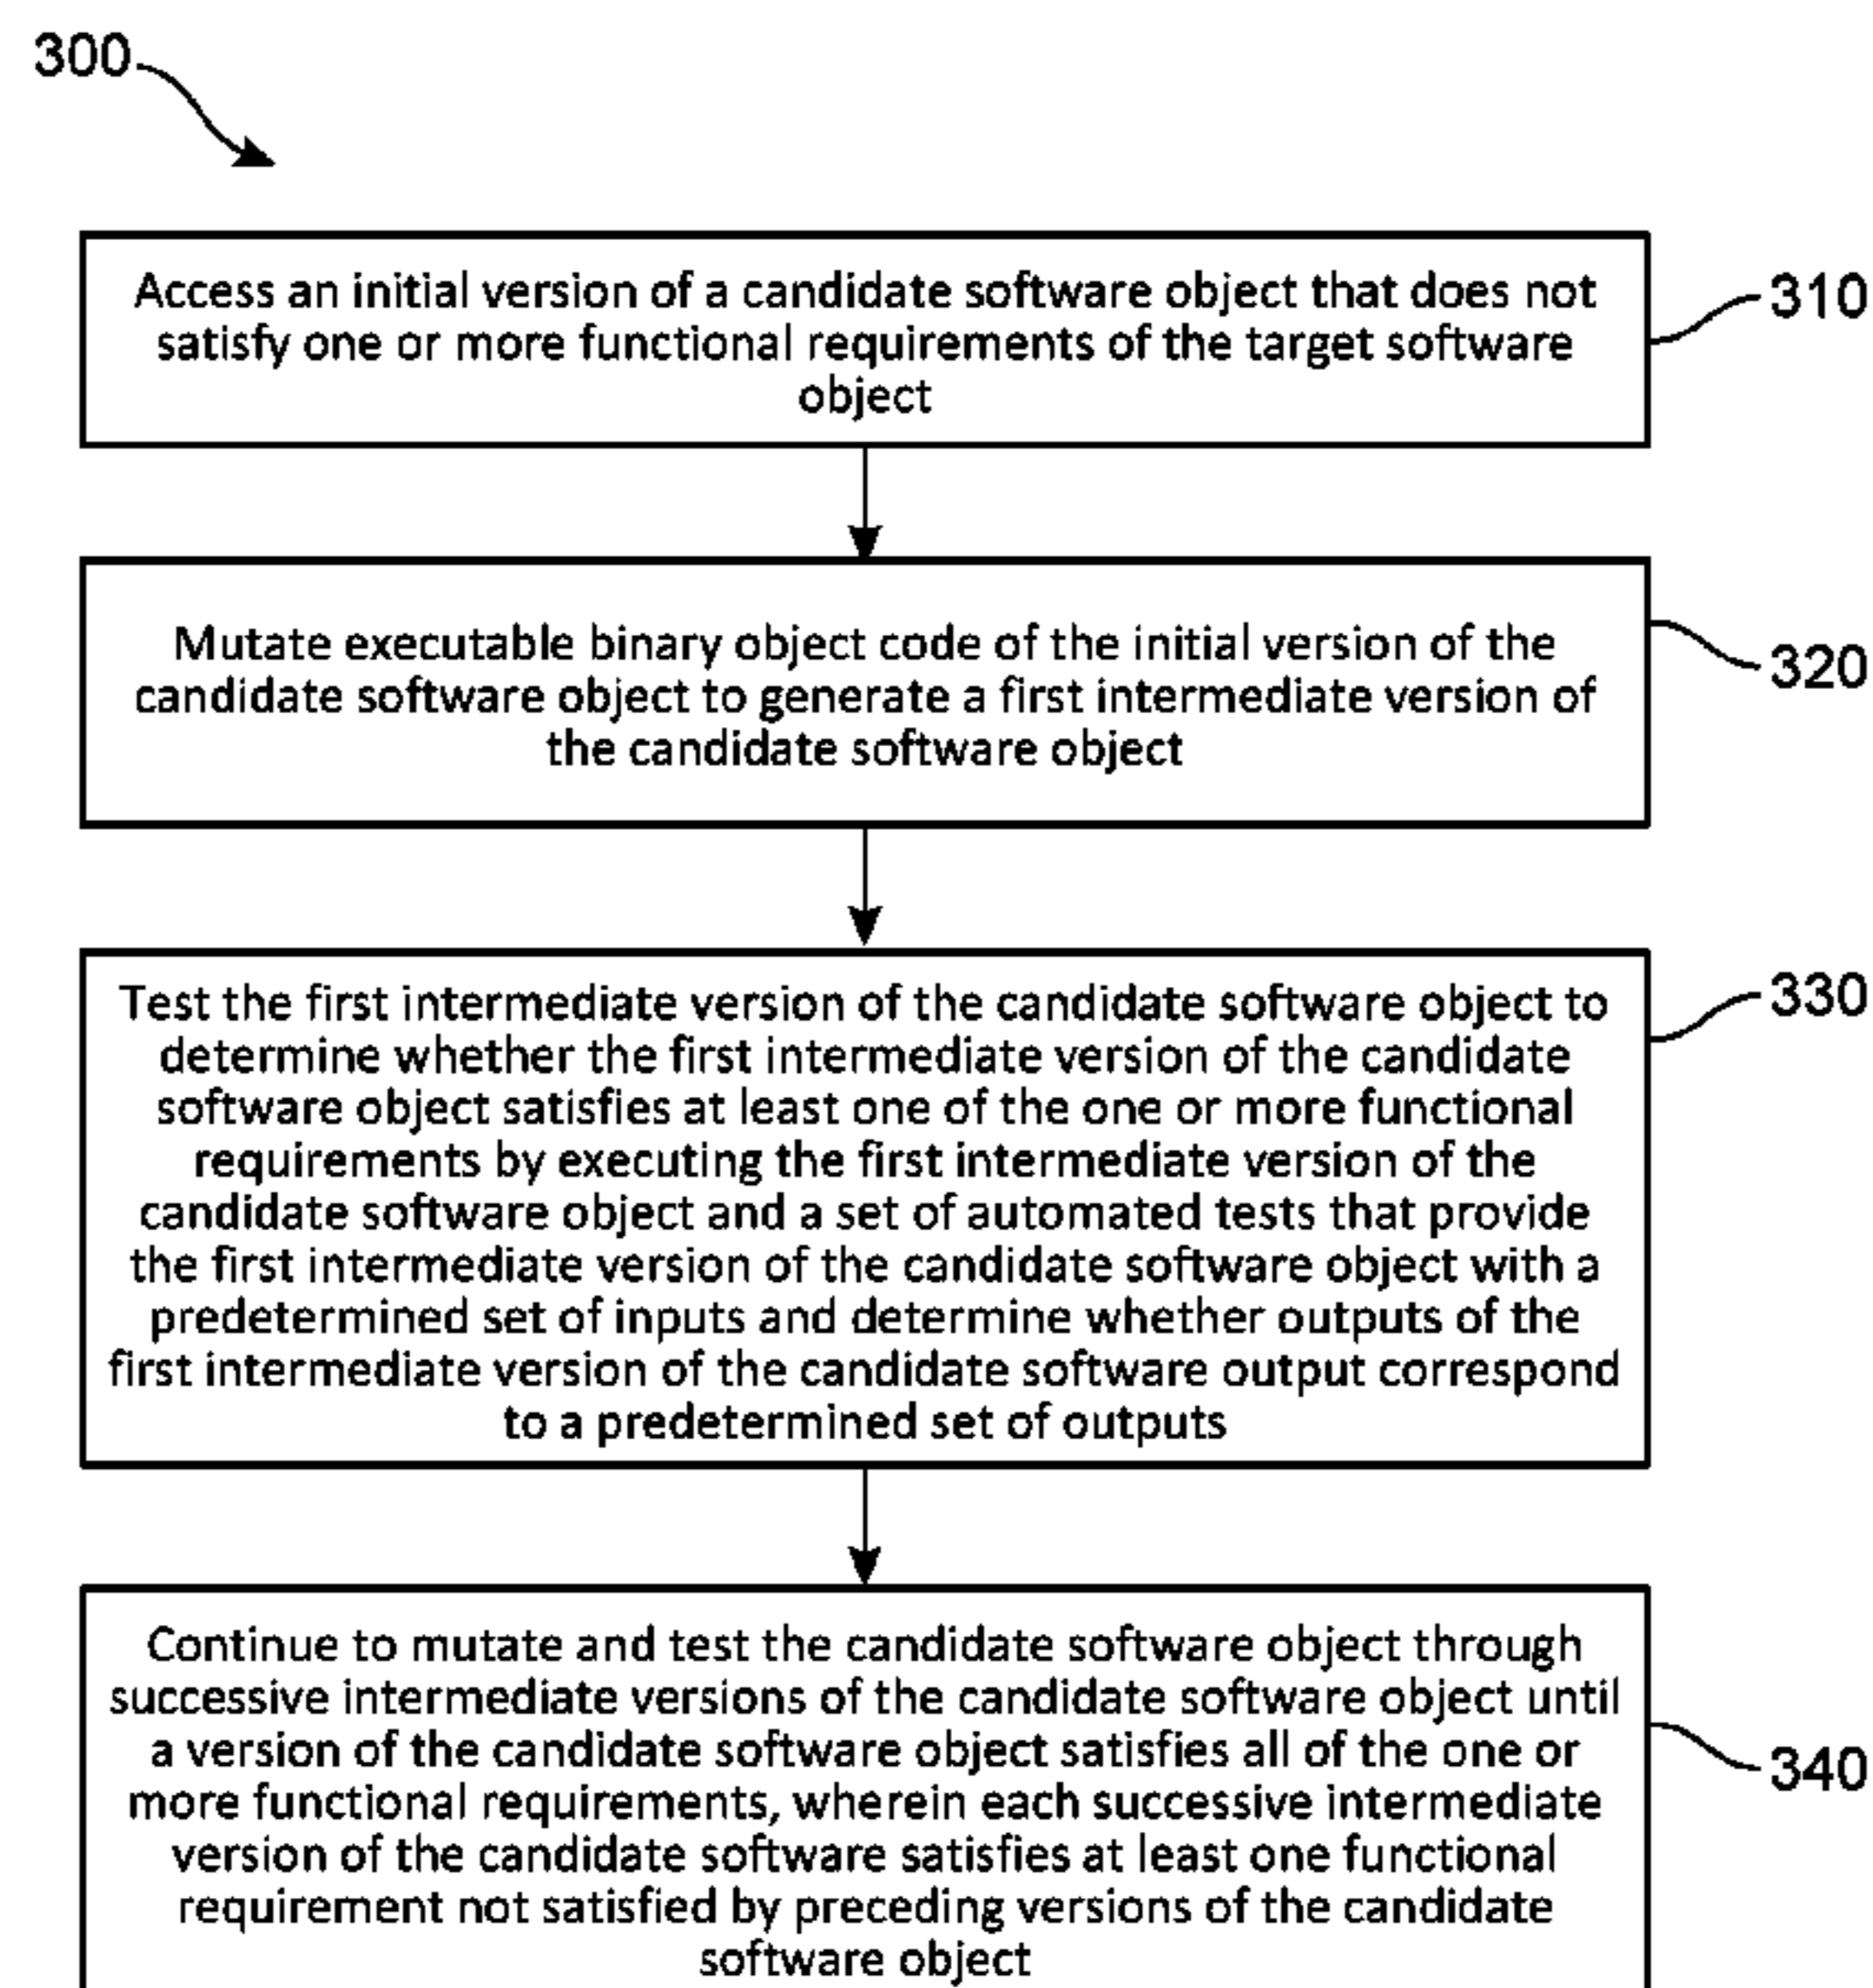 300
Access an initial version of a candidate software object that does not
satisfy one or more functional requirements of the target software
object
310
Mutate executable binary object code of the initial version of the
candidate software object to generate a first intermediate version of
the candidate software object
320
Test the first intermediate version of the candidate software object to
determine whether the first intermediate version of the candidate
software object satisfies at least one of the one or more functional
requirements by executing the first intermediate version of the
candidate software object and a set of automated tests that provide
the first intermediate version of the candidate software object with a
predetermined set of inputs and determine whether outputs of the
first intermediate version of the candidate software output correspond
to a predetermined set of outputs
330
Continue to mutate and test the candidate software object through
successive intermediate versions of the candidate software object until
a version of the candidate software object satisfies all of the one or
more functional requirements, wherein each successive intermediate
version of the candidate software satisfies at least one functional
requirement not satisfied by preceding versions of the candidate
software object
340